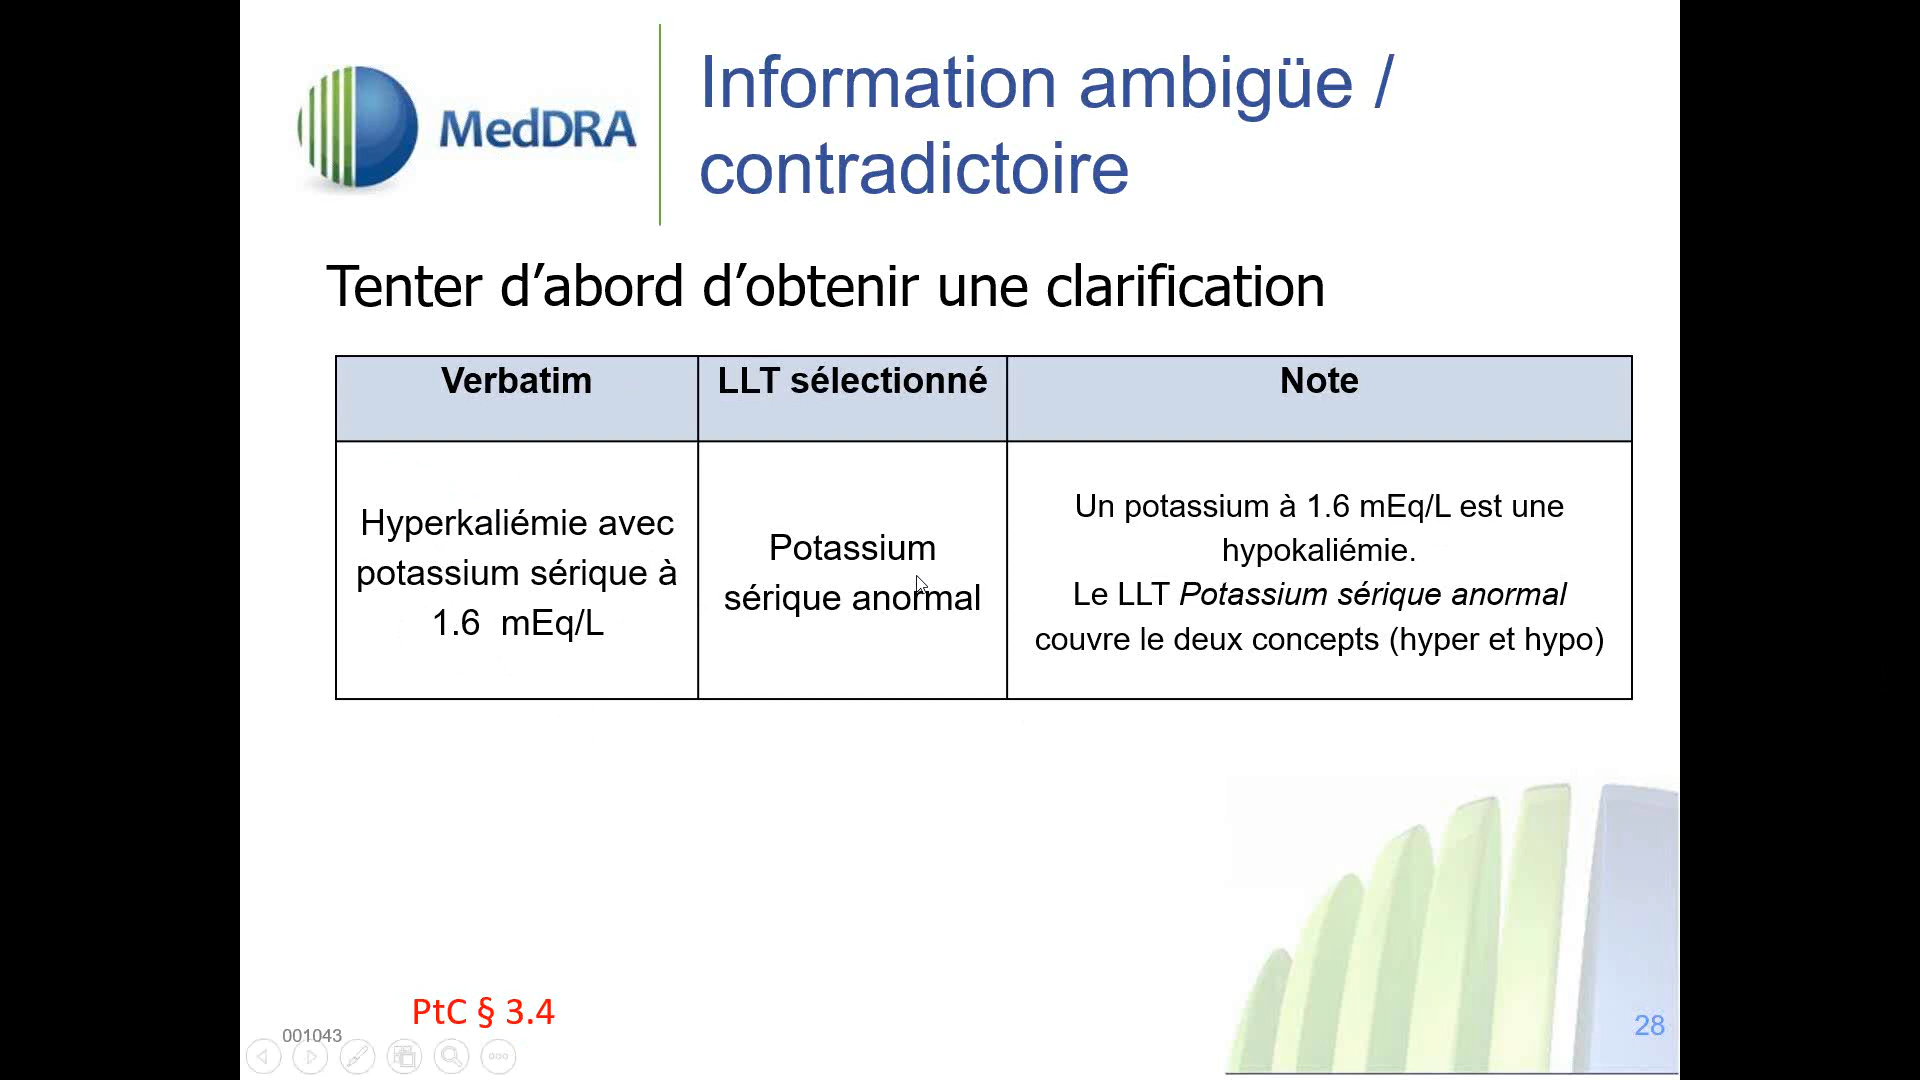 MedDRA
Information ambigüe /
contradictoire
Tenter d’abord d’obtenir une clarification
Verbatim
LLT sélectionné
Note
Hyperkaliémie avec
potassium sérique à
1.6 mEq/L
Potassium
sérique anormal
Un potassium à 1.6 mEq/L est une
hypokaliémie.
Le LLT Potassium sérique anormal
couvre le deux concepts (hyper et hypo)
PtC § 3.4
001043
28